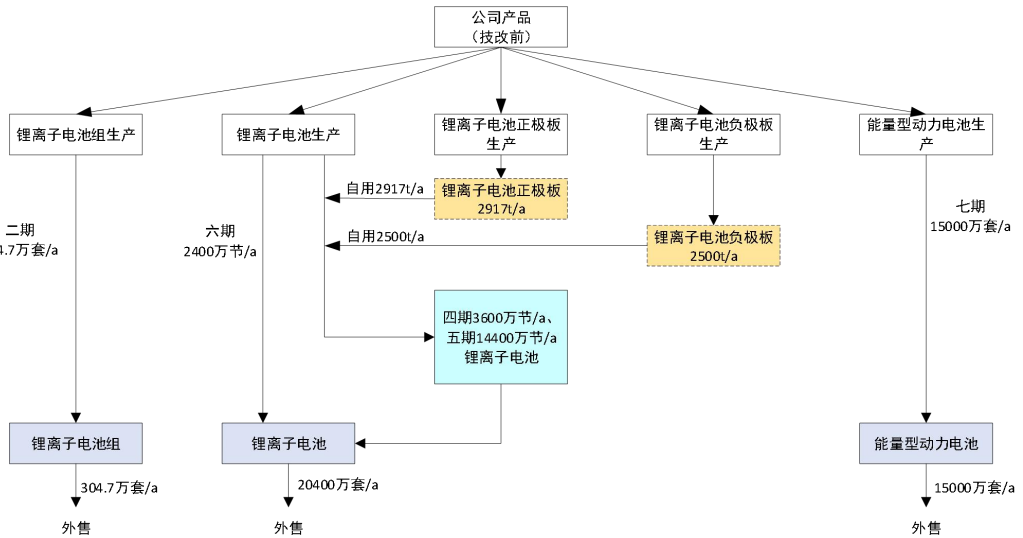 公司产品
（技改前）
锂离子电池组生产
锂离子电池生产
锂离子电池正极板
生产
锂离子电池负极板
生产
能量型动力电池生
产
自用2917t/a
锂离子电池正极板
2917t/a
二期
4.7万套/a
六期
2400万节/a
自用2500t/a
锂离子电池负极板
2500t/a
七期
15000万套/a
四期3600万节/a、
五期14400万节/a
锂离子电池
锂离子电池组
锂离子电池
能量型动力电池
304.7万套/a
20400万套/a
15000万套/a
外售
外售
外售